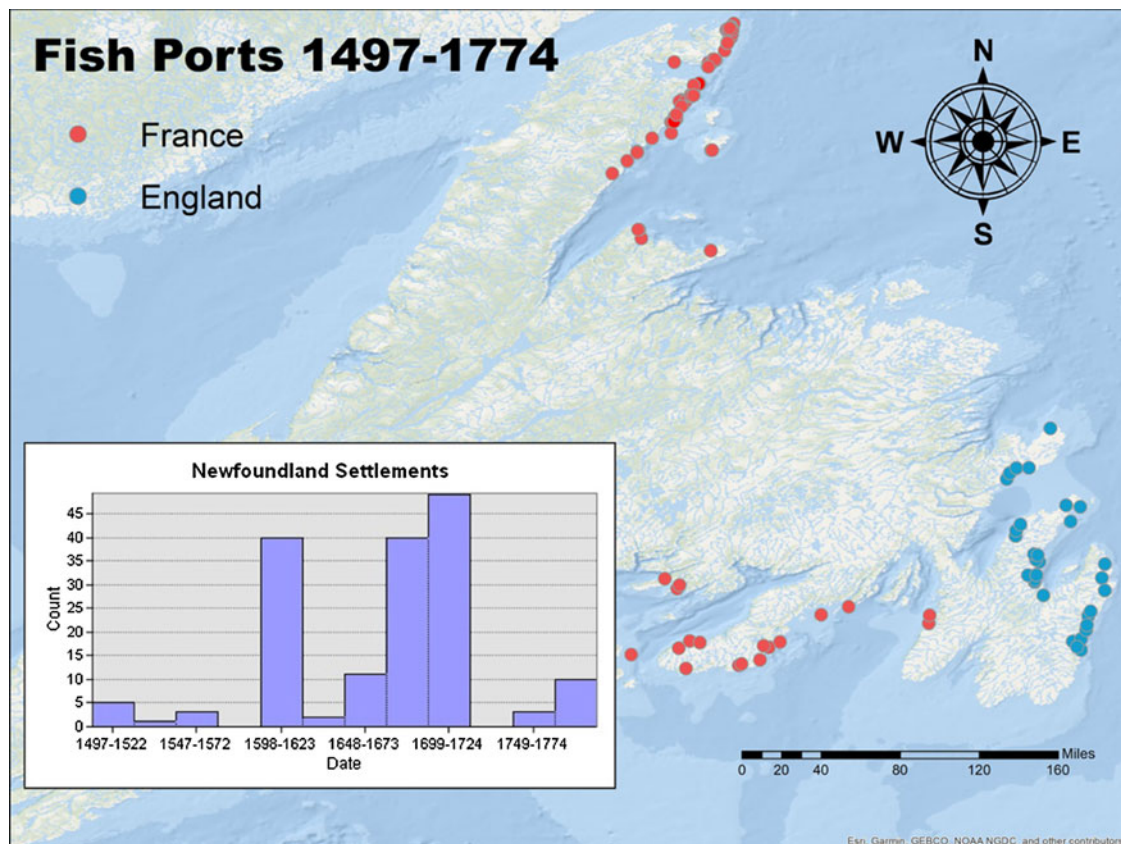 Fish Ports 1497-1774
France
England
N
W
E
S
Newfoundland Settlements
Count
45
40
35
30
25
20
15
10
5
0
1497-1522 1547-1572 1598-1623 1648-1673 1699-1724 1749-1774
Date
Miles
0 20 40 80 120 160
Esri, Garmin, GEBCO, NOAA NGDC, and other contributors